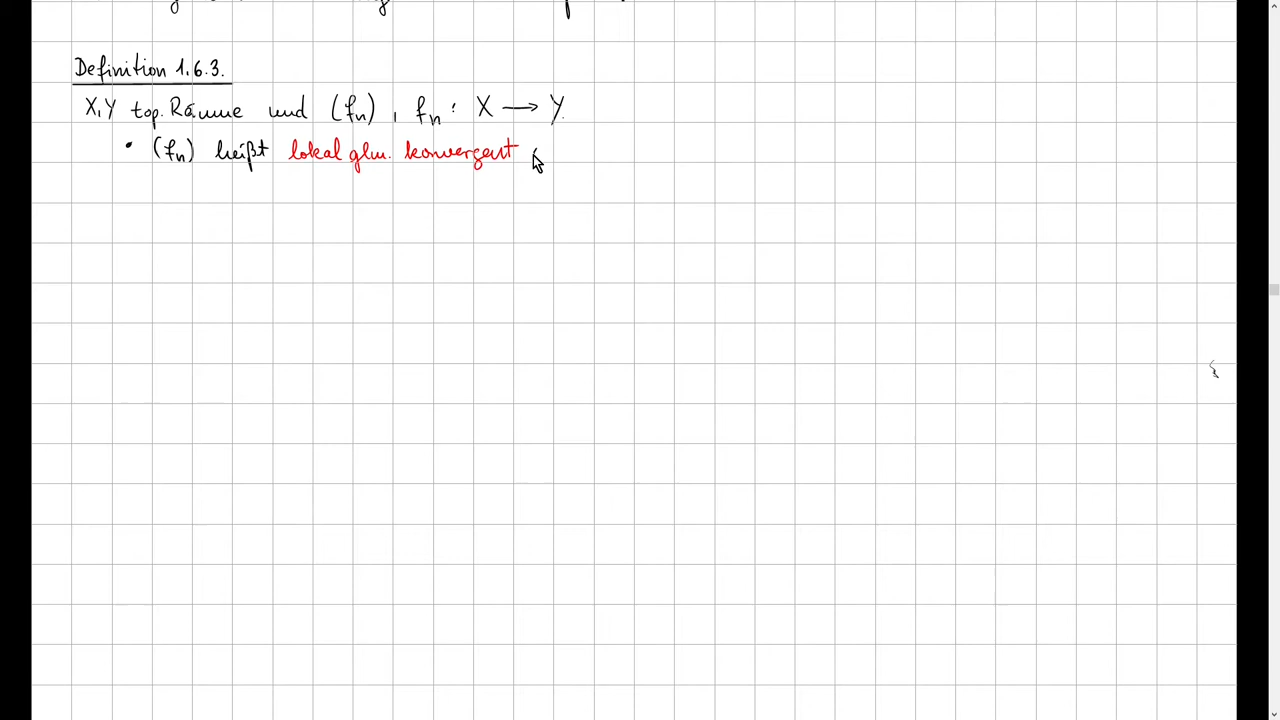 Definition 1.6.3.
X, Y top. Räume und (fn), fn : X → Y.
• (fn) heißt lokal glm. konvergent